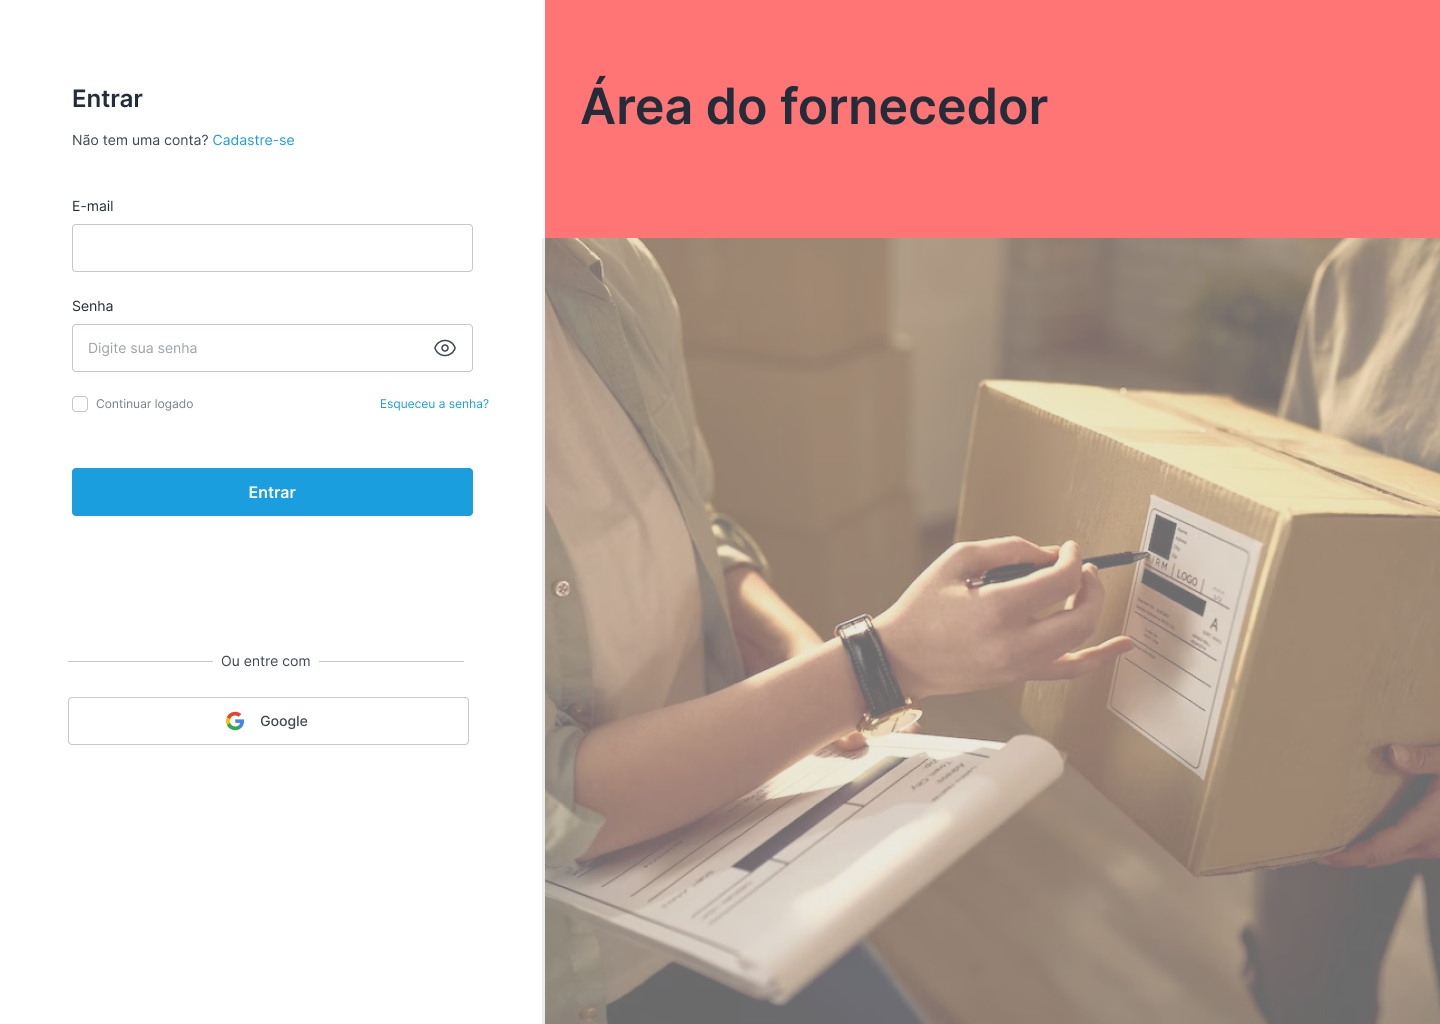 Entrar
Não tem uma conta? Cadastre-se
E-mail
Senha
Digite sua senha
Continuar logado
Esqueceu a senha?
Entrar
Ou entre com
Google
Área do fornecedor
LOGO
A